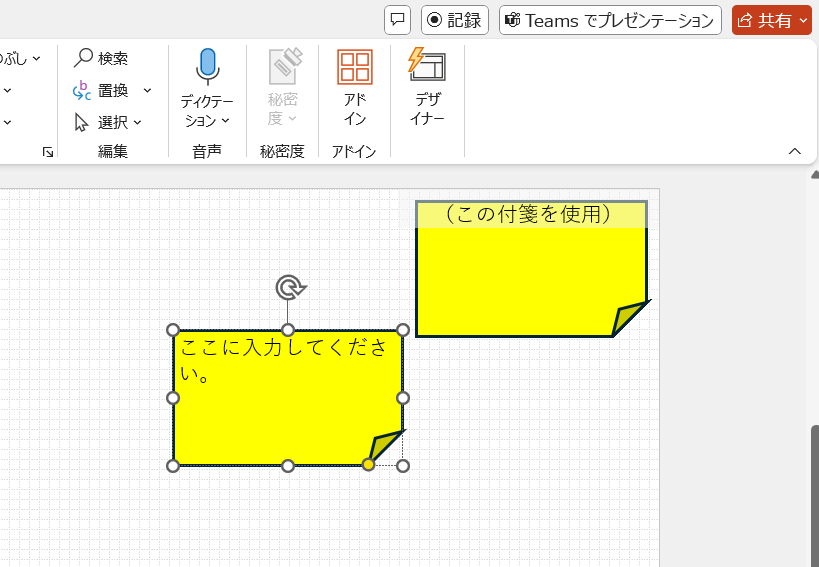 記録
Teams でプレゼンテーション
共有
ぶし
検索
置換
選択
編集
ディクテー
ション
音声
秘密
度
秘密度
アド
イン
アドイン
デザ
イナー
（この付箋を使用）
ここに入力してくださ
い。